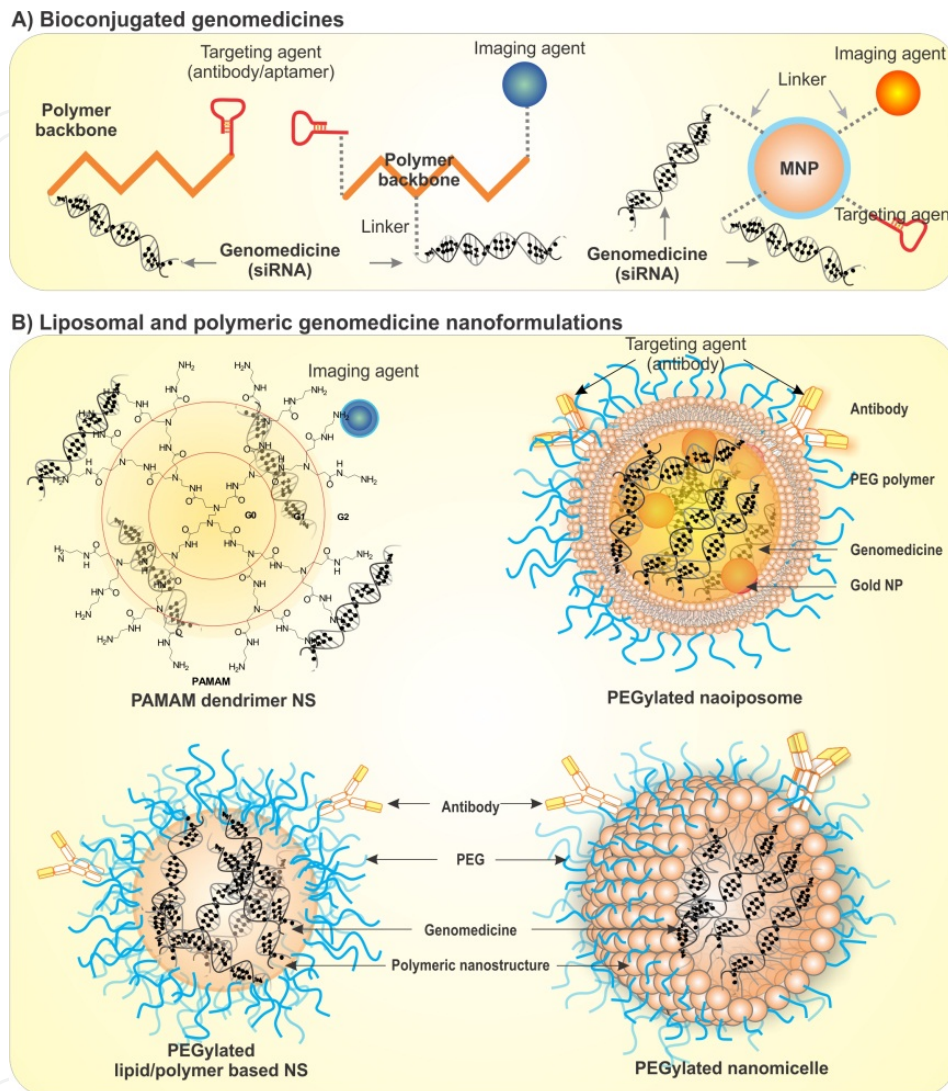 A) Bioconjugated genomedicines
Targeting agent
(antibody/aptamer)
Imaging agent
Imaging agent
Linker
Polymer
backbone
Polymer
backbone
MNP
Linker
Targeting agent
Genomedicine
(siRNA)
Genomedicine
(siRNA)
B) Liposomal and polymeric genomedicine nanoformulations
Imaging agent
G0
G1
G2
PAMAM
PAMAM dendrimer NS
Targeting agent
(antibody)
Antibody
PEG polymer
Genomedicine
Gold NP
PEGylated naoiposome
Antibody
PEG
Genomedicine
Polymeric nanostructure
PEGylated
lipid/polymer based NS
PEGylated nanomicelle